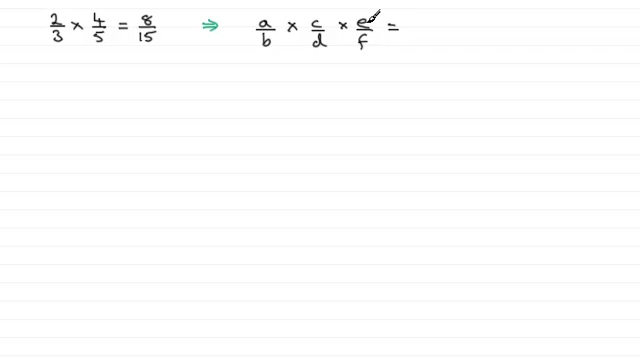 2/3 × 4/5 = 8/15 ⇒ a/b × c/d × e/f =